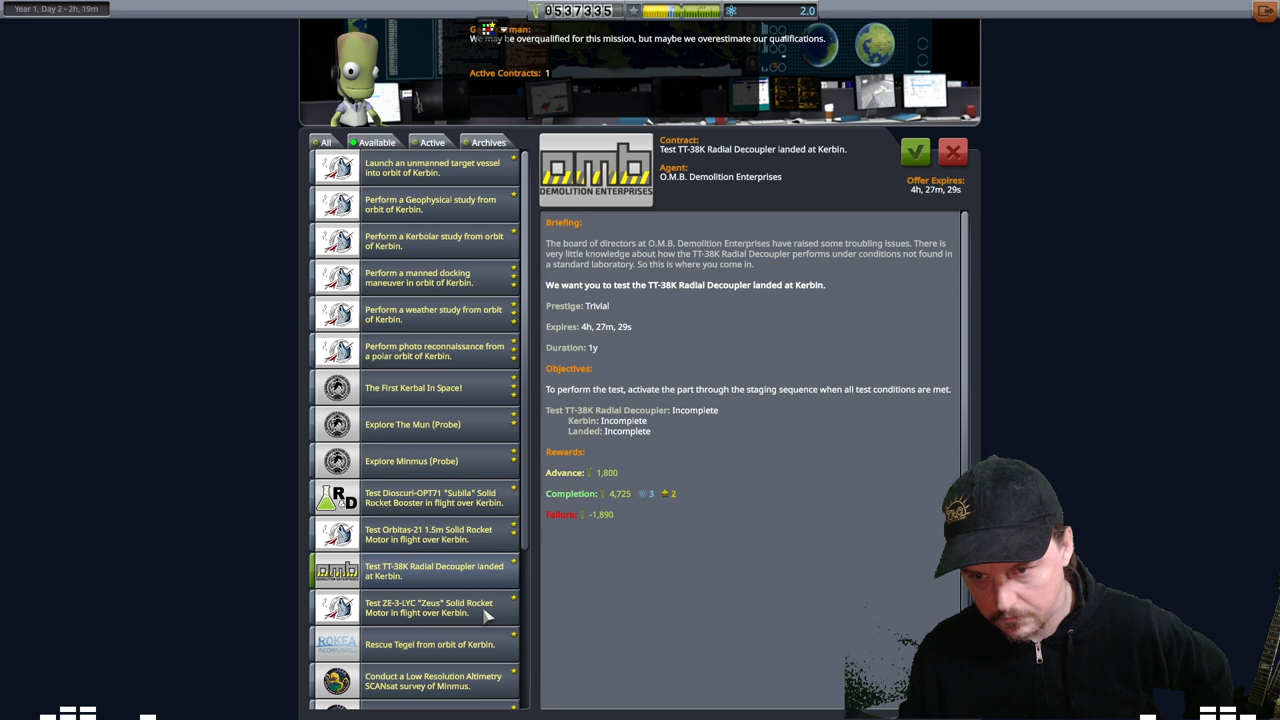 Year 1, Day 2 - 2h, 19m
0537335
2.0
We may be overqualified for this mission, but maybe we overestimate our qualifications.
Active Contracts: 1
All
Available
Active
Archives
Launch an unmanned target vessel
into orbit of Kerbin.
Perform a Geophysical study from
orbit of Kerbin.
Perform a Kerbolar study from orbit
of Kerbin.
Perform a manned docking
maneuver in orbit of Kerbin.
Perform a weather study from orbit
of Kerbin.
Perform photo reconnaissance from
a polar orbit of Kerbin.
The First Kerbal In Space!
Explore The Mun (Probe)
Explore Minmus (Probe)
R&D
Test Dioscuri-OPT71 "Subila" Solid
Rocket Booster in flight over Kerbin.
Test Orbitas-21 1.5m Solid Rocket
Motor in flight over Kerbin.
omb
DEMOLITION ENTERPRISES
Test TT-38K Radial Decoupler landed
at Kerbin.
Test ZE-3-LYC "Zeus" Solid Rocket
Motor in flight over Kerbin.
ROKEA
INCORPORATED
Rescue Tegel from orbit of Kerbin.
Conduct a Low Resolution Altimetry
SCANsat survey of Minmus.
omb
DEMOLITION ENTERPRISES
Contract:
Test TT-38K Radial Decoupler landed at Kerbin.
Agent:
O.M.B. Demolition Enterprises
Offer Expires:
4h, 27m, 29s
Briefing:
The board of directors at O.M.B. Demolition Enterprises have raised some troubling issues. There is
very little knowledge about how the TT-38K Radial Decoupler performs under conditions not found in
a standard laboratory. So this is where you come in.
We want you to test the TT-38K Radial Decoupler landed at Kerbin.
Prestige: Trivial
Expires: 4h, 27m, 29s
Duration: 1y
Objectives:
To perform the test, activate the part through the staging sequence when all test conditions are met.
Test TT-38K Radial Decoupler: Incomplete
Kerbin: Incomplete
Landed: Incomplete
Rewards:
Advance: 1,800
Completion: 4,725 3 2
Failure: -1,890